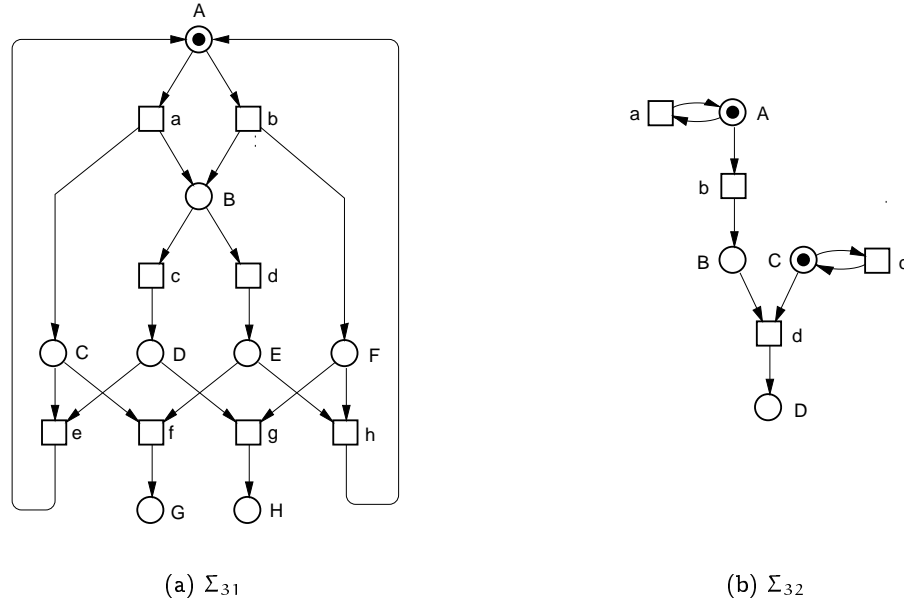 A
a b
a A
b
B
B C
c d
d
C D E F
e f g h
D
G H
(a) Σ31 (b) Σ32